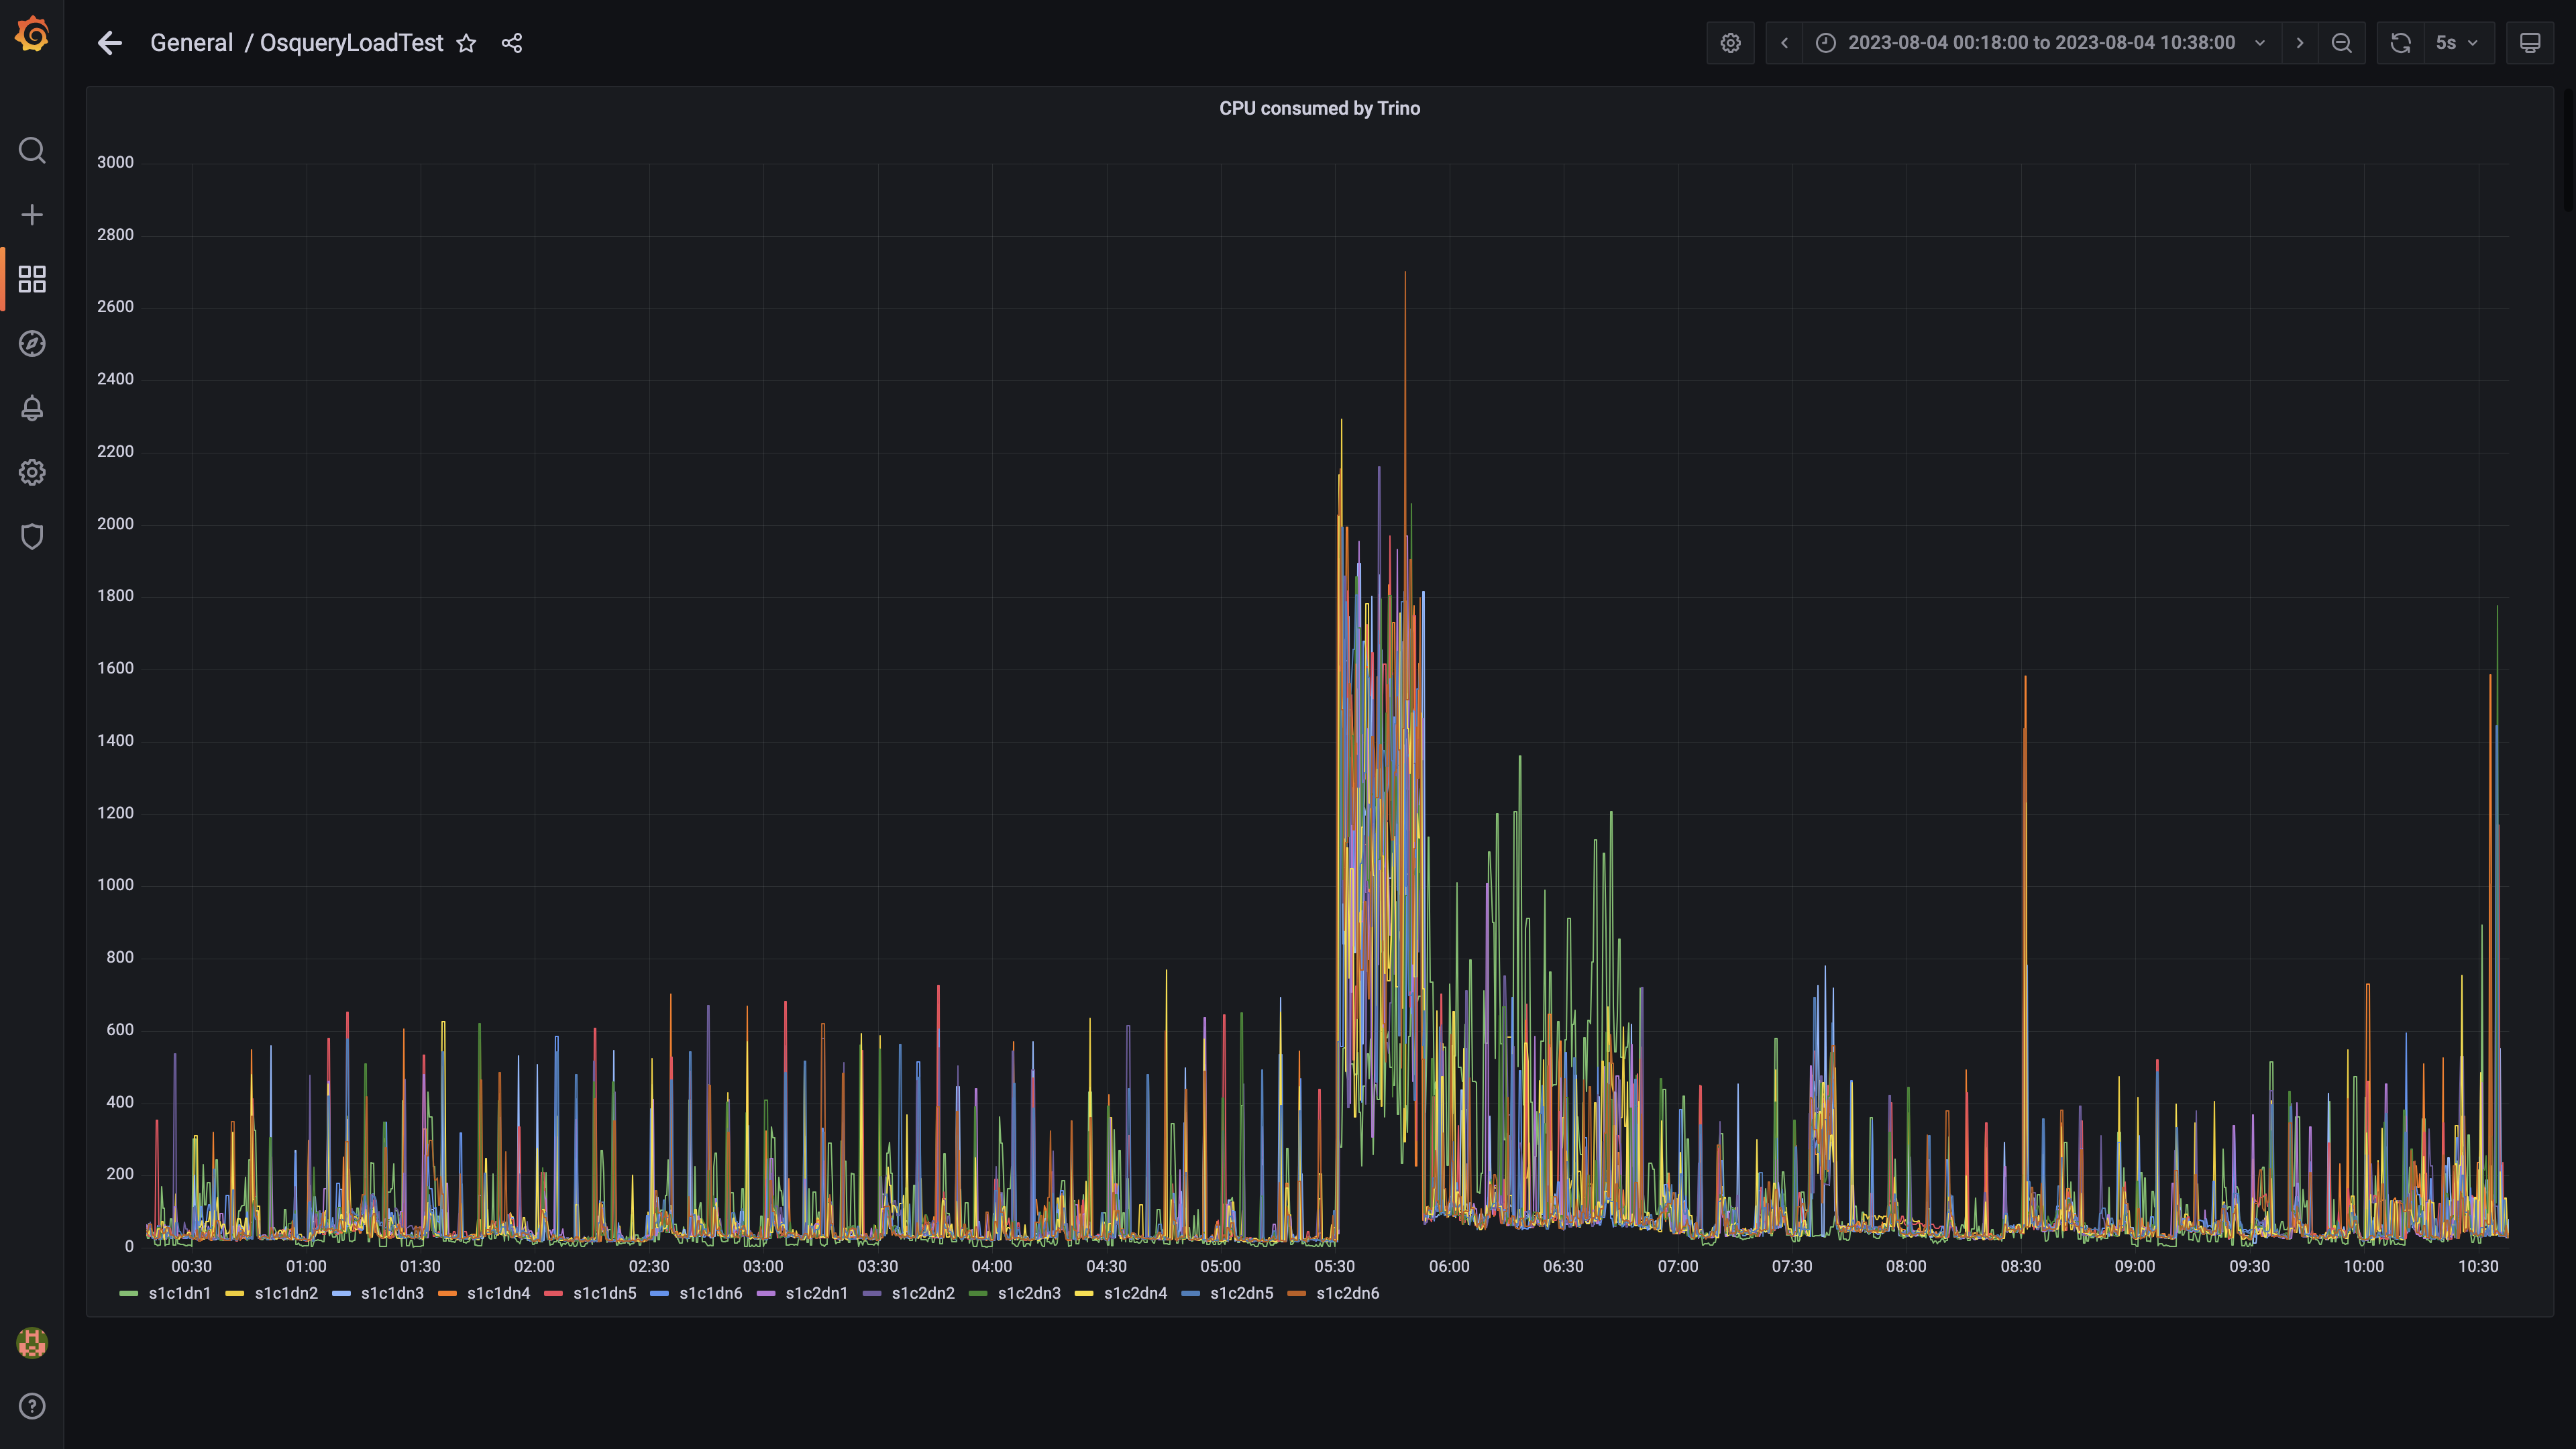 General / OsqueryLoadTest
2023-08-04 00:18:00 to 2023-08-04 10:38:00
5s
CPU consumed by Trino
3000
2800
2600
2400
2200
2000
1800
1600
1400
1200
1000
800
600
400
200
0
00:30 01:00 01:30 02:00 02:30 03:00 03:30 04:00 04:30 05:00 05:30 06:00 06:30 07:00 07:30 08:00 08:30 09:00 09:30 10:00 10:30
s1c1dn1 s1c1dn2 s1c1dn3 s1c1dn4 s1c1dn5 s1c1dn6 s1c2dn1 s1c2dn2 s1c2dn3 s1c2dn4 s1c2dn5 s1c2dn6